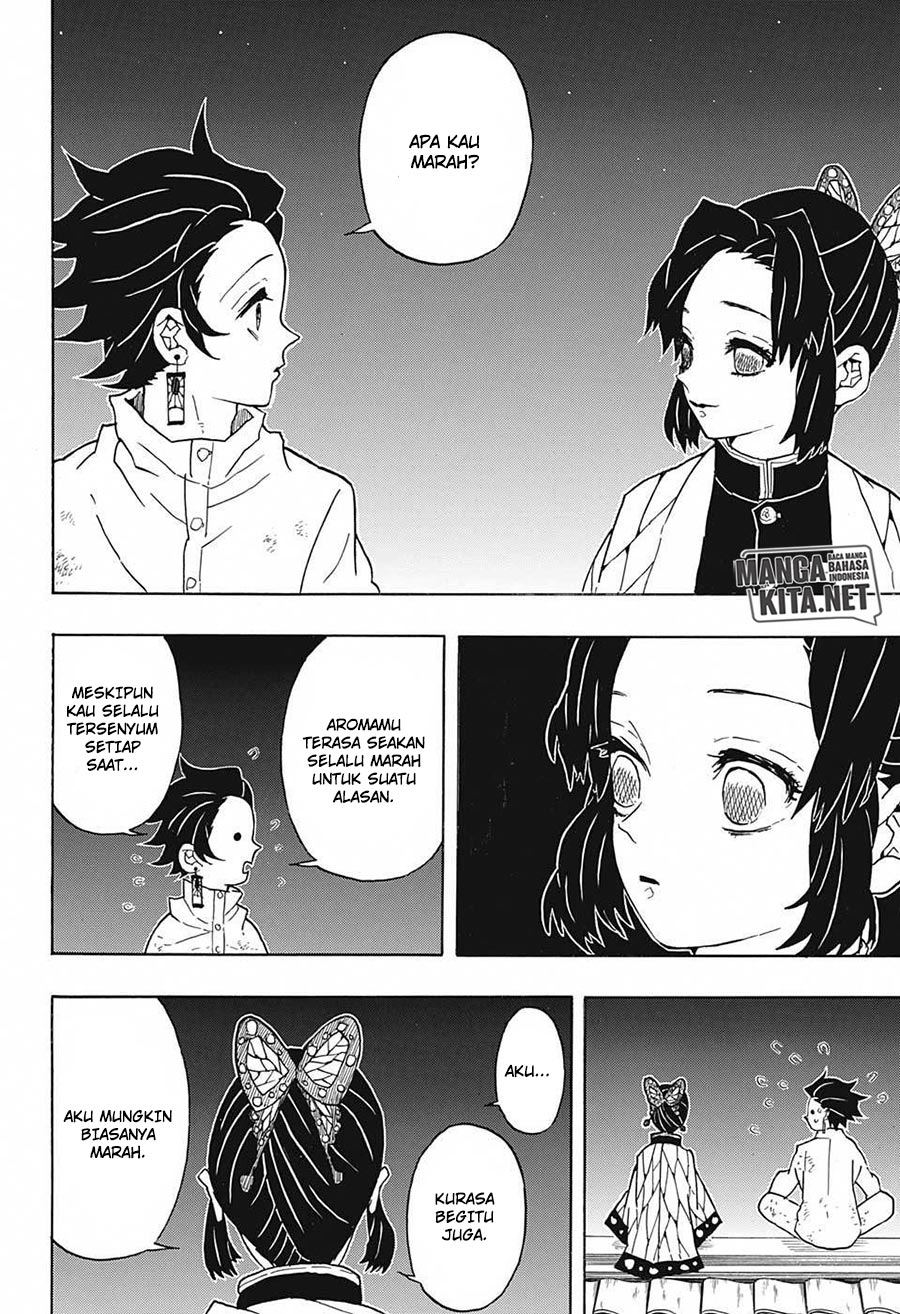 APA KAU
MARAH?
MANGA
KITA.NET
BACA MANGA
BAHASA
INDONESIA
AROMAMU
TERASA SEAKAN
SELALU MARAH
UNTUK SUATU
ALASAN.
MESKIPUN
KAU SELALU
TERSENYUM
SETIAP
SAAT...
AKU...
KURASA
BEGITU
JUGA.
AKU MUNGKIN
BIASANYA
MARAH.